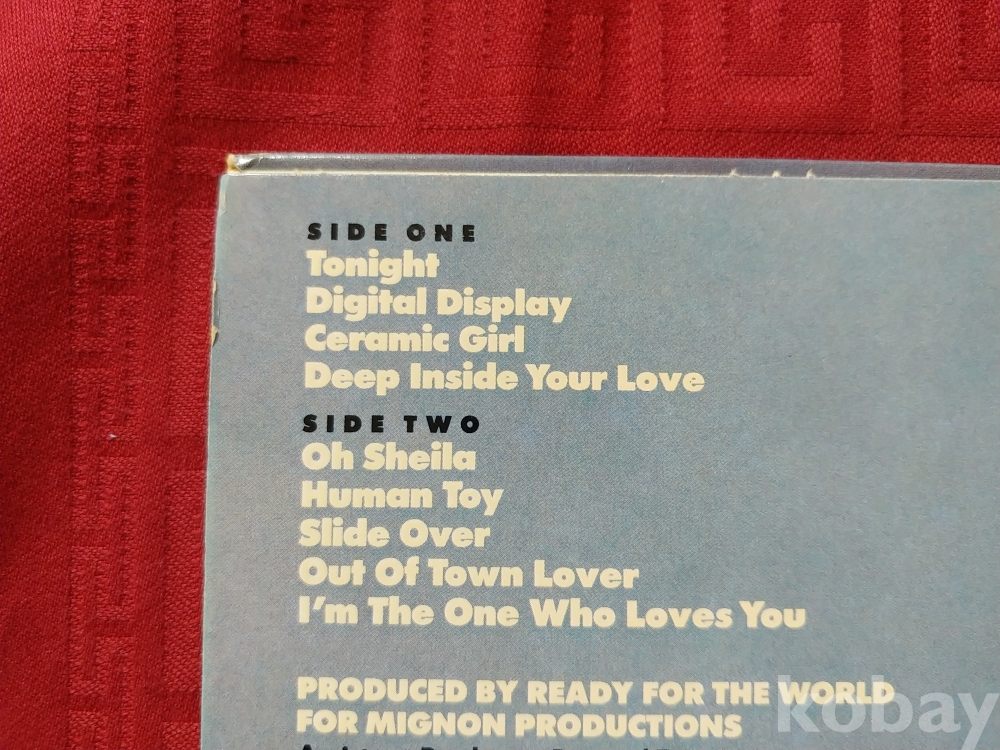 SIDE ONE
Tonight
Digital Display
Ceramic Girl
Deep Inside Your Love
SIDE TWO
Oh Sheila
Human Toy
Slide Over
Out Of Town Lover
I'm The One Who Loves You
PRODUCED BY READY FOR THE WORLD
FOR MIGNON PRODUCTIONS
kobay